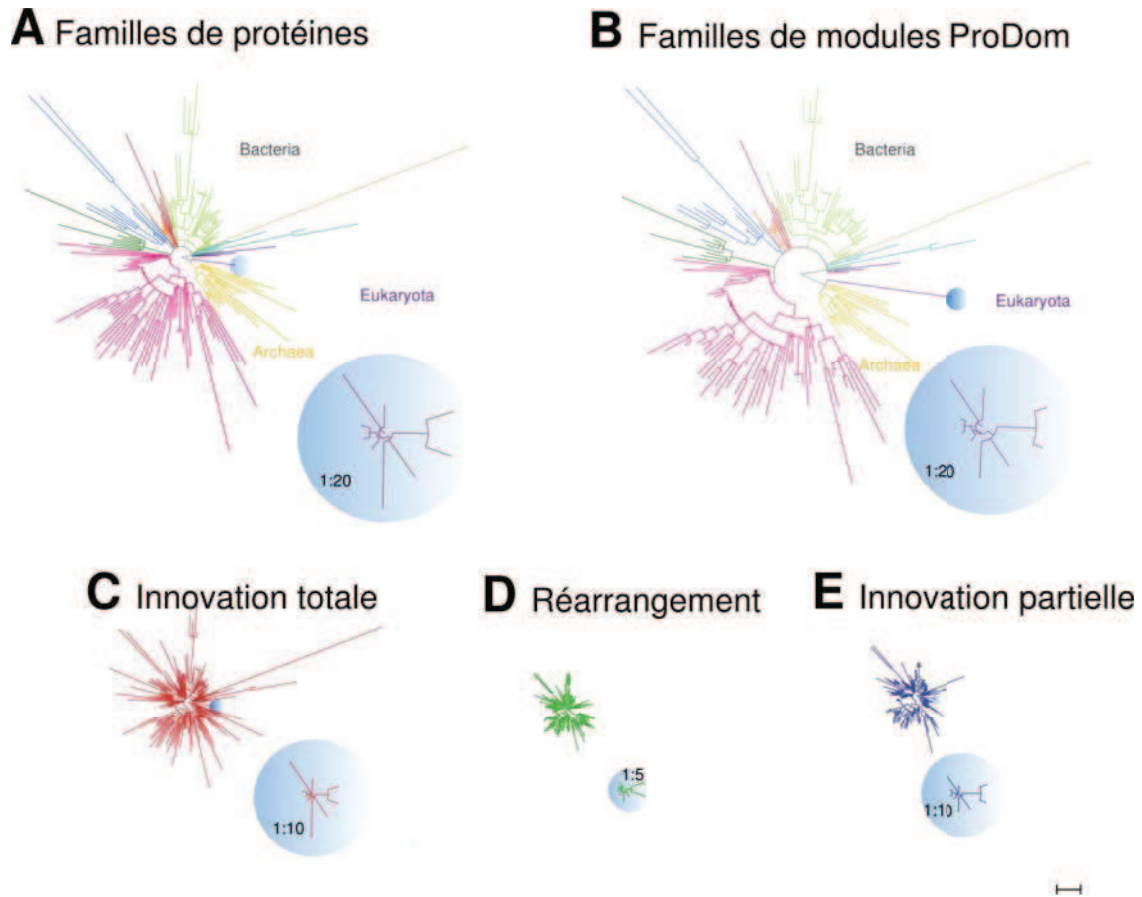 A Familles de protéines
B Familles de modules ProDom
Bacteria
Eukaryota
Archaea
1:20
Bacteria
Eukaryota
Archaea
1:20
C Innovation totale
D Réarrangement
E Innovation partielle
1:10
1:5
1:10